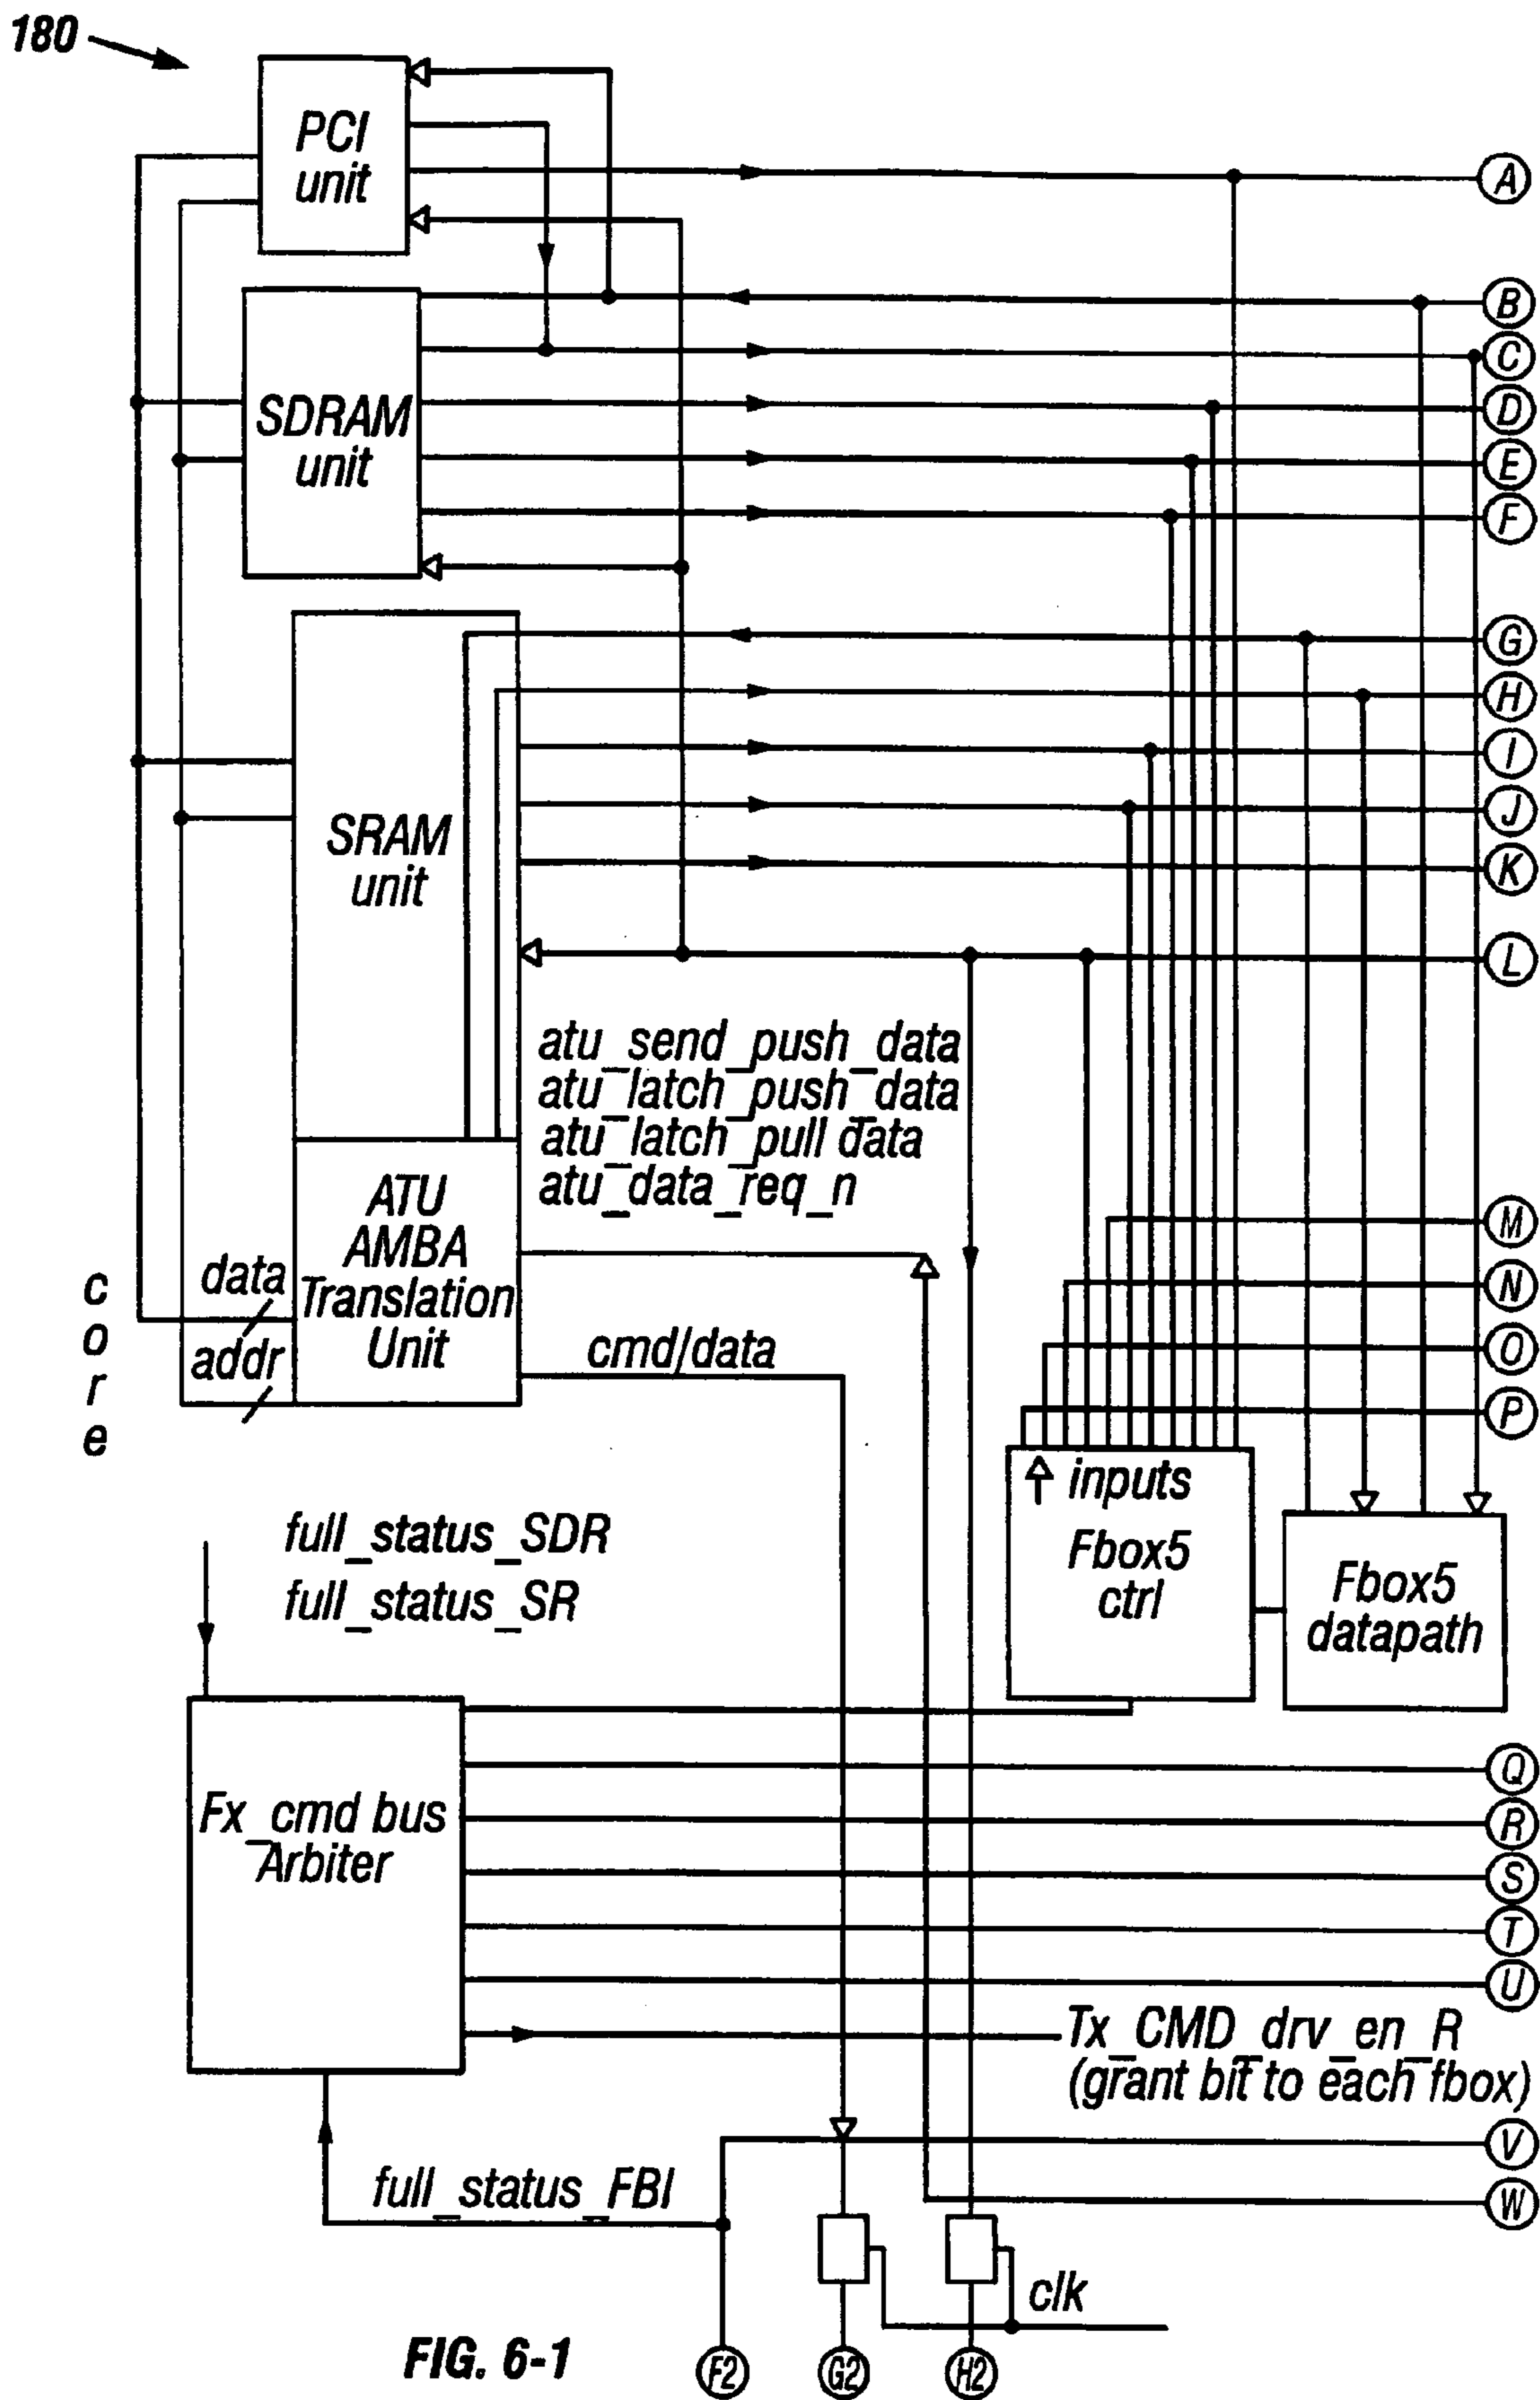 180
PCI
unit
A
B
C
SDRAM
unit
D
E
F
G
H
I
SRAM
unit
J
K
L
atu_send_push_data
atu_latch_push_data
atu_latch_pull data
atu_data_req_n
ATU
AMBA
Translation
Unit
data
addr
core
cmd/data
M
N
O
P
inputs
Fbox5
ctrl
Fbox5
datapath
full_status_SDR
full_status_SR
Fx_cmd bus
Arbiter
Q
R
S
T
U
Tx_CMD_drv_en_R
(grant bit to each fbox)
V
W
full_status_FBI
clk
FIG. 6-1
F2
G2
H2